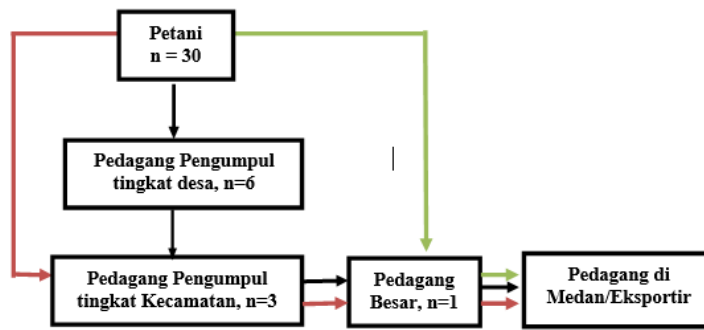 Petani
n = 30
Pedagang Pengumpul
tingkat desa, n=6
Pedagang Pengumpul
tingkat Kecamatan, n=3
Pedagang
Besar, n=1
Pedagang di
Medan/Eksportir